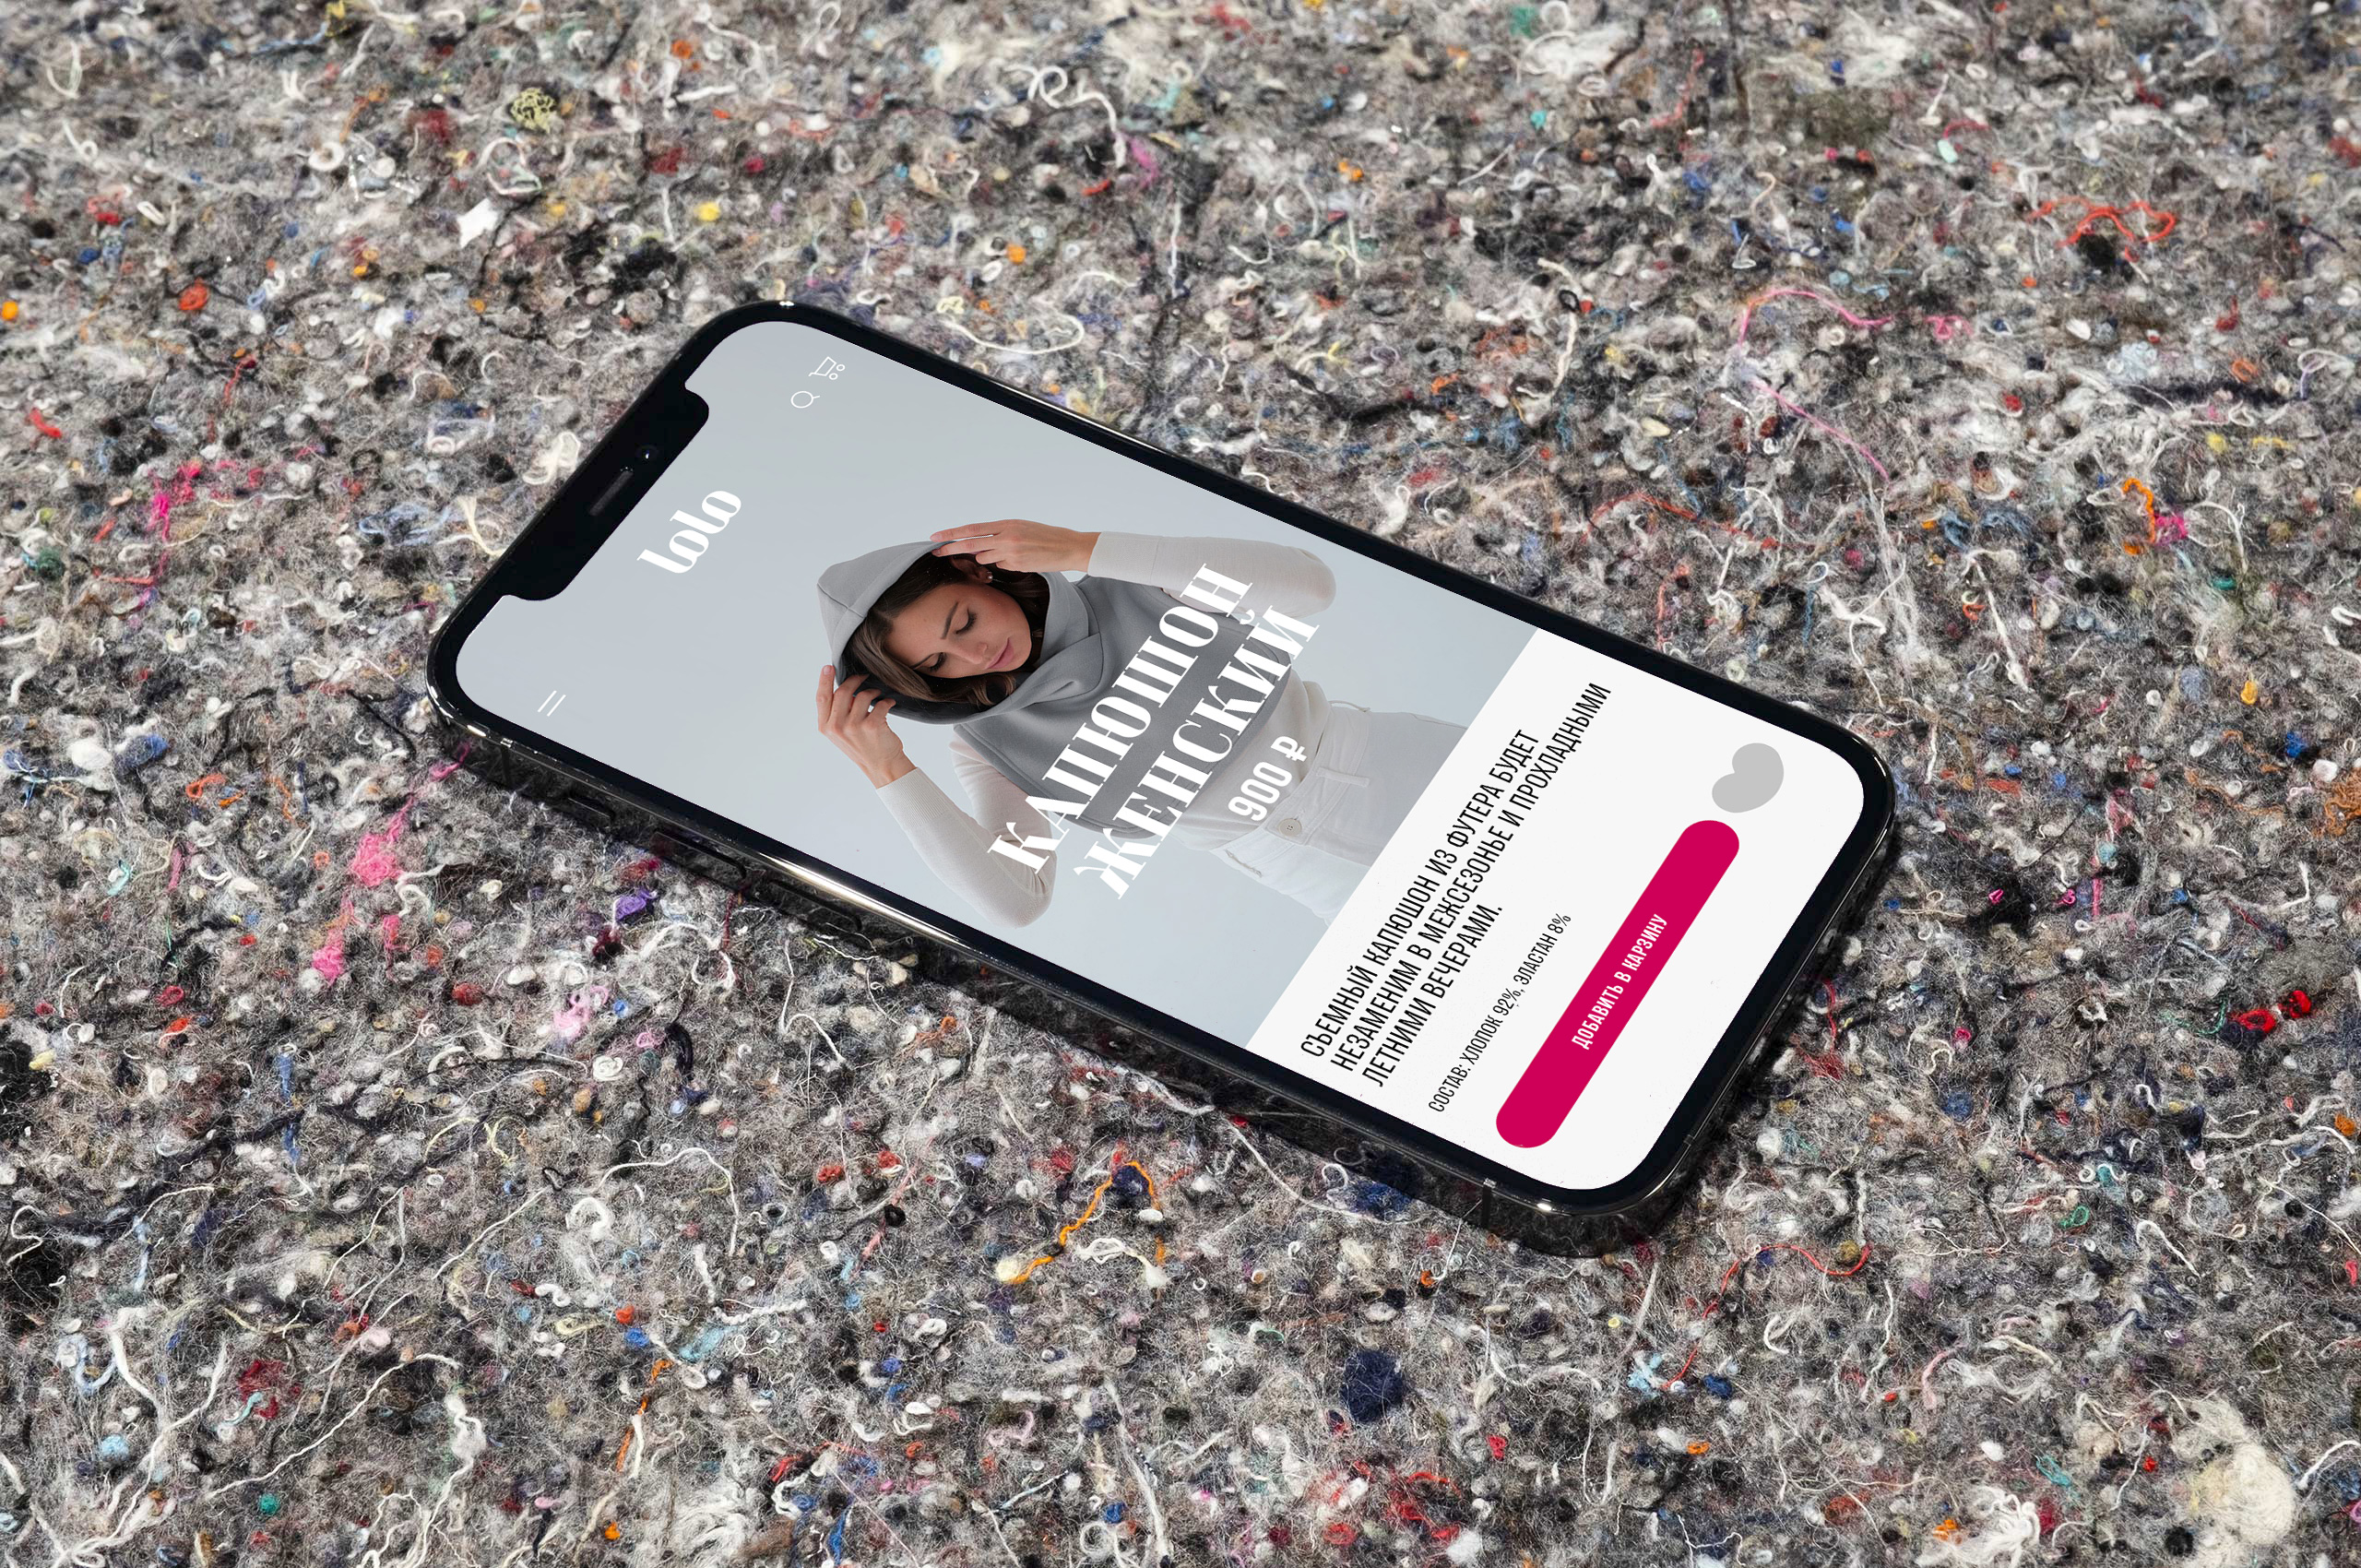 lolo
КАПЮШОН
ЖЕНСКИЙ
900 ₽
СЪЕМНЫЙ КАПЮШОН ИЗ ФУТЕРА БУДЕТ
НЕЗАМЕНИМ В МЕЖСЕЗОНЬЕ И ПРОХЛАДНЫМИ
ЛЕТНИМИ ВЕЧЕРАМИ.
СОСТАВ: ХЛОПОК 92%, ЭЛАСТАН 8%
ДОБАВИТЬ В КАРЗИНУ